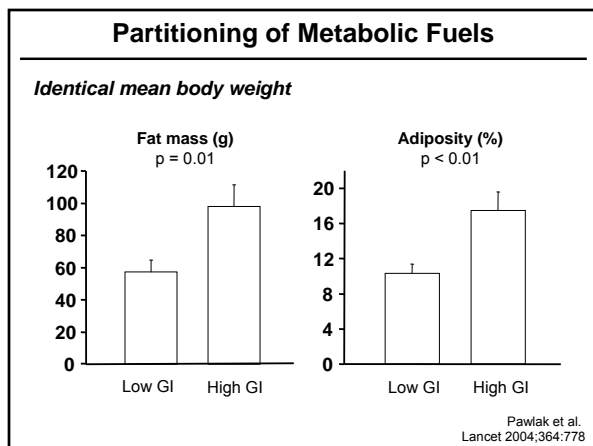 Partitioning of Metabolic Fuels
Identical mean body weight
Fat mass (g)
p = 0.01
120
100
80
60
40
20
0
Low GI
High GI
Adiposity (%)
p < 0.01
20
16
12
8
4
0
Low GI
High GI
Pawlak et al.
Lancet 2004;364:778